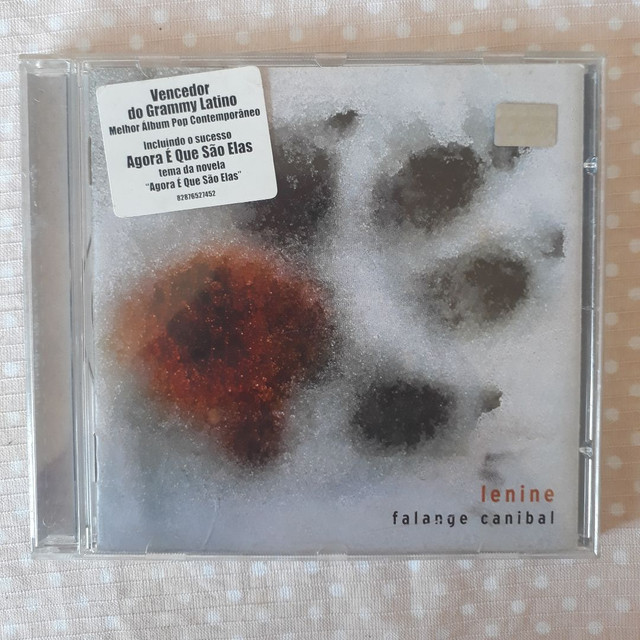 Vencedor
do Grammy Latino
Melhor Álbum Pop Contemporâneo
Incluindo o sucesso
Agora É Que São Elas
tema da novela
"Agora É Que São Elas"
82876527452
lenine
falange canibal